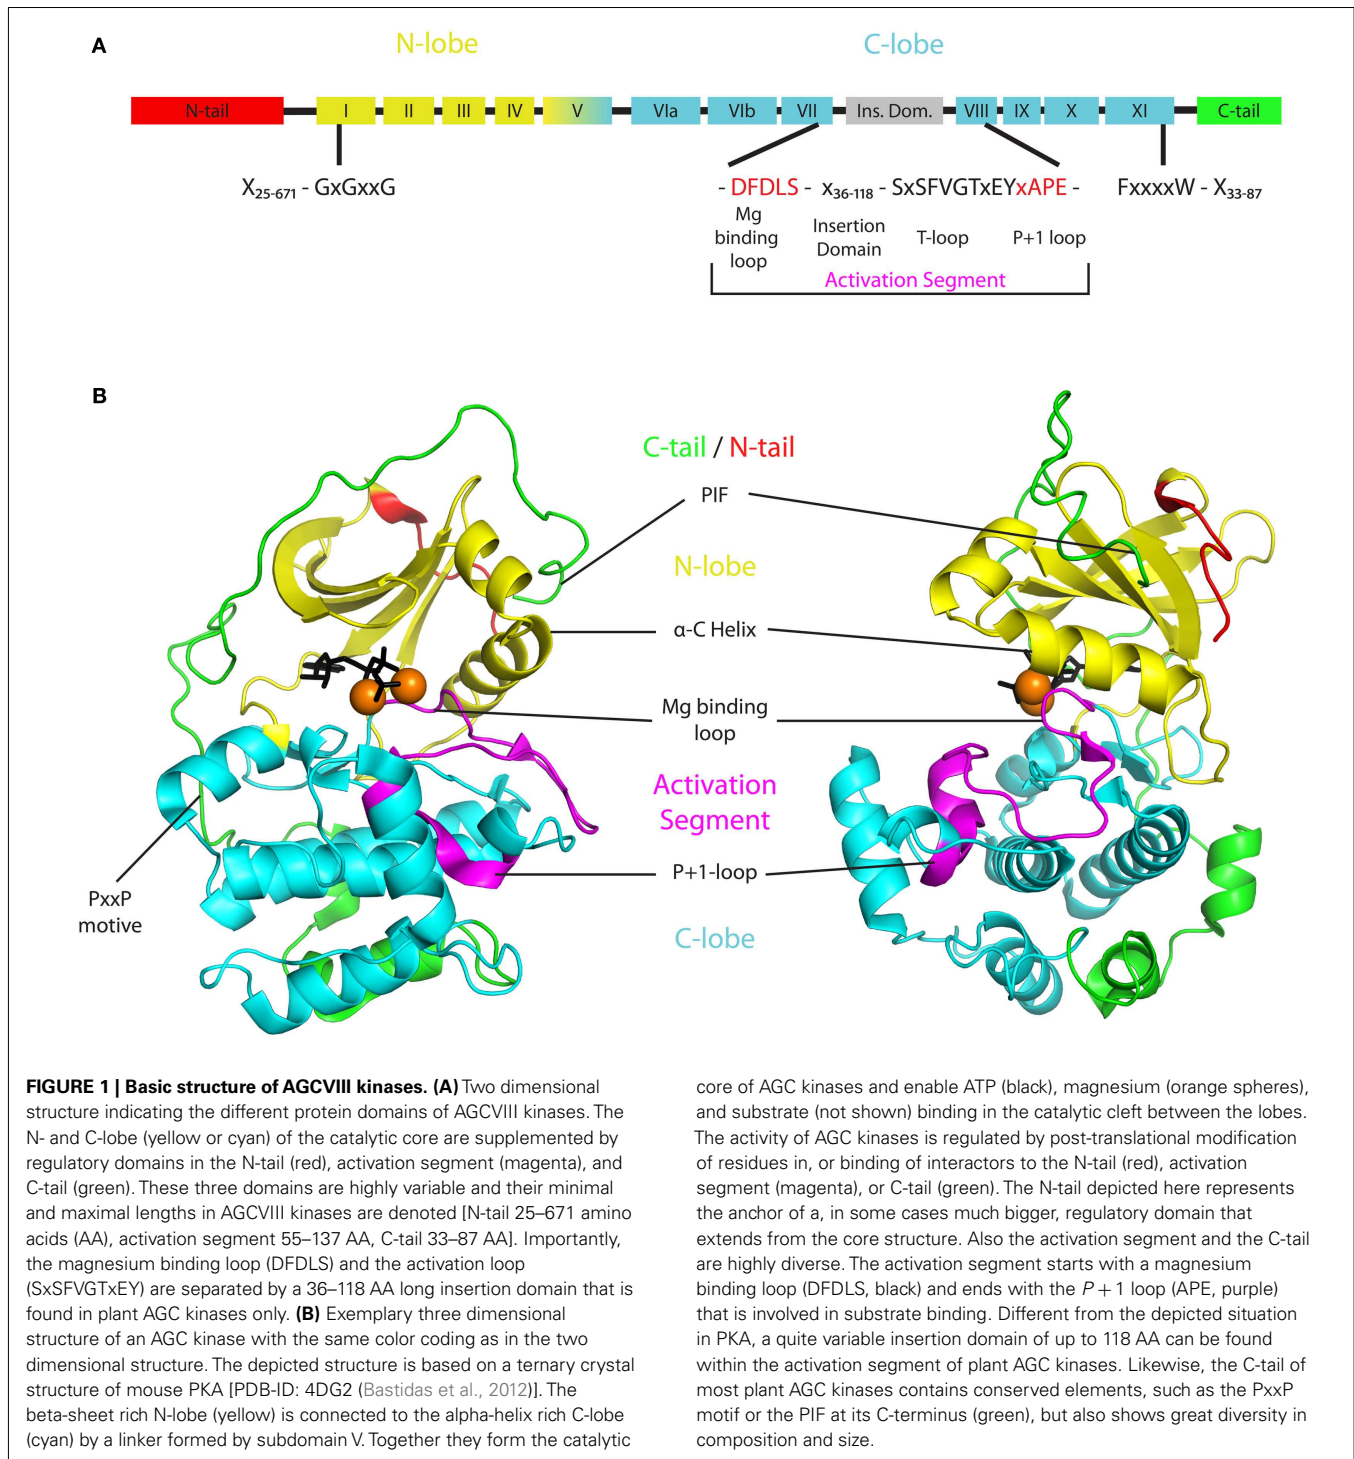 A
N-lobe
C-lobe
N-tail I II III IV V VIa VIb VII Ins. Dom. VIII IX X XI C-tail
X25-671 - GxGxxG
- DFDLS - x36-118 - SxSFVGTxEYxAPE -
FxxxxW - X33-87
Mg
binding
loop
Insertion
Domain
T-loop
P+1 loop
Activation Segment
B
C-tail / N-tail
PIF
N-lobe
α-C Helix
Mg binding
loop
Activation
Segment
P+1-loop
PxxP
motive
C-lobe
FIGURE 1 | Basic structure of AGCVIII kinases. (A) Two dimensional
structure indicating the different protein domains of AGCVIII kinases. The
N- and C-lobe (yellow or cyan) of the catalytic core are supplemented by
regulatory domains in the N-tail (red), activation segment (magenta), and
C-tail (green). These three domains are highly variable and their minimal
and maximal lengths in AGCVIII kinases are denoted [N-tail 25–671 amino
acids (AA), activation segment 55–137 AA, C-tail 33–87 AA]. Importantly,
the magnesium binding loop (DFDLS) and the activation loop
(SxSFVGTxEY) are separated by a 36–118 AA long insertion domain that is
found in plant AGC kinases only. (B) Exemplary three dimensional
structure of an AGC kinase with the same color coding as in the two
dimensional structure. The depicted structure is based on a ternary crystal
structure of mouse PKA [PDB-ID: 4DG2 (Bastidas et al., 2012)]. The
beta-sheet rich N-lobe (yellow) is connected to the alpha-helix rich C-lobe
(cyan) by a linker formed by subdomain V. Together they form the catalytic
core of AGC kinases and enable ATP (black), magnesium (orange spheres),
and substrate (not shown) binding in the catalytic cleft between the lobes.
The activity of AGC kinases is regulated by post-translational modification
of residues in, or binding of interactors to the N-tail (red), activation
segment (magenta), or C-tail (green). The N-tail depicted here represents
the anchor of a, in some cases much bigger, regulatory domain that
extends from the core structure. Also the activation segment and the C-tail
are highly diverse. The activation segment starts with a magnesium
binding loop (DFDLS, black) and ends with the P + 1 loop (APE, purple)
that is involved in substrate binding. Different from the depicted situation
in PKA, a quite variable insertion domain of up to 118 AA can be found
within the activation segment of plant AGC kinases. Likewise, the C-tail of
most plant AGC kinases contains conserved elements, such as the PxxP
motif or the PIF at its C-terminus (green), but also shows great diversity in
composition and size.